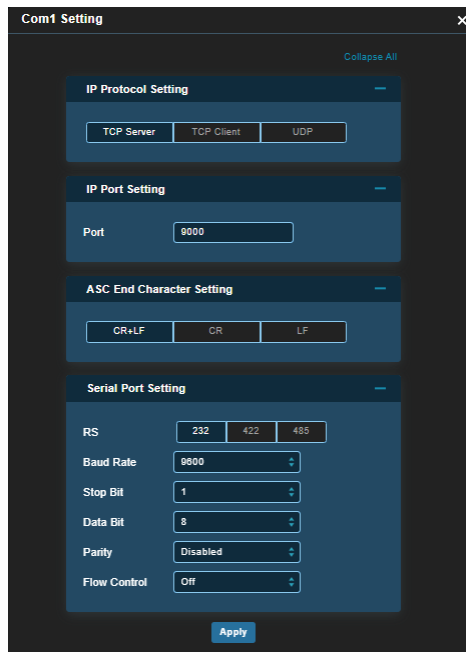 Com1 Setting
Collapse All
IP Protocol Setting
TCP Server TCP Client UDP
IP Port Setting
Port 9000
ASC End Character Setting
CR+LF CR LF
Serial Port Setting
RS 232 422 485
Baud Rate 9600
Stop Bit 1
Data Bit 8
Parity Disabled
Flow Control Off
Apply